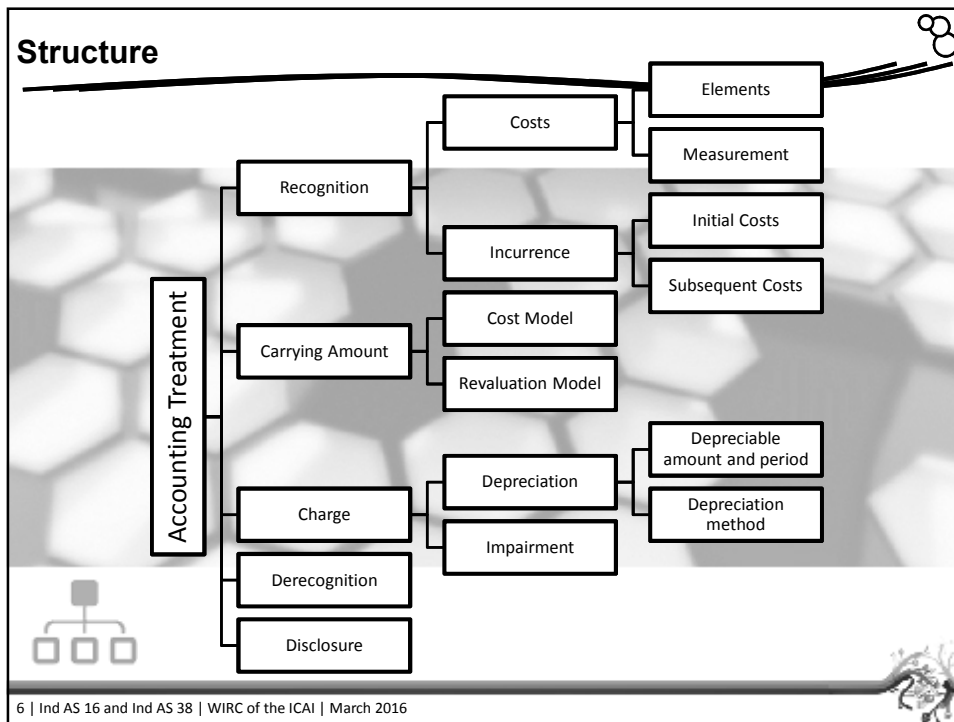 Structure
Accounting Treatment
Recognition
Costs
Elements
Measurement
Incurrence
Initial Costs
Subsequent Costs
Carrying Amount
Cost Model
Revaluation Model
Charge
Depreciation
Depreciable
amount and period
Depreciation
method
Impairment
Derecognition
Disclosure
6 | Ind AS 16 and Ind AS 38 | WIRC of the ICAI | March 2016